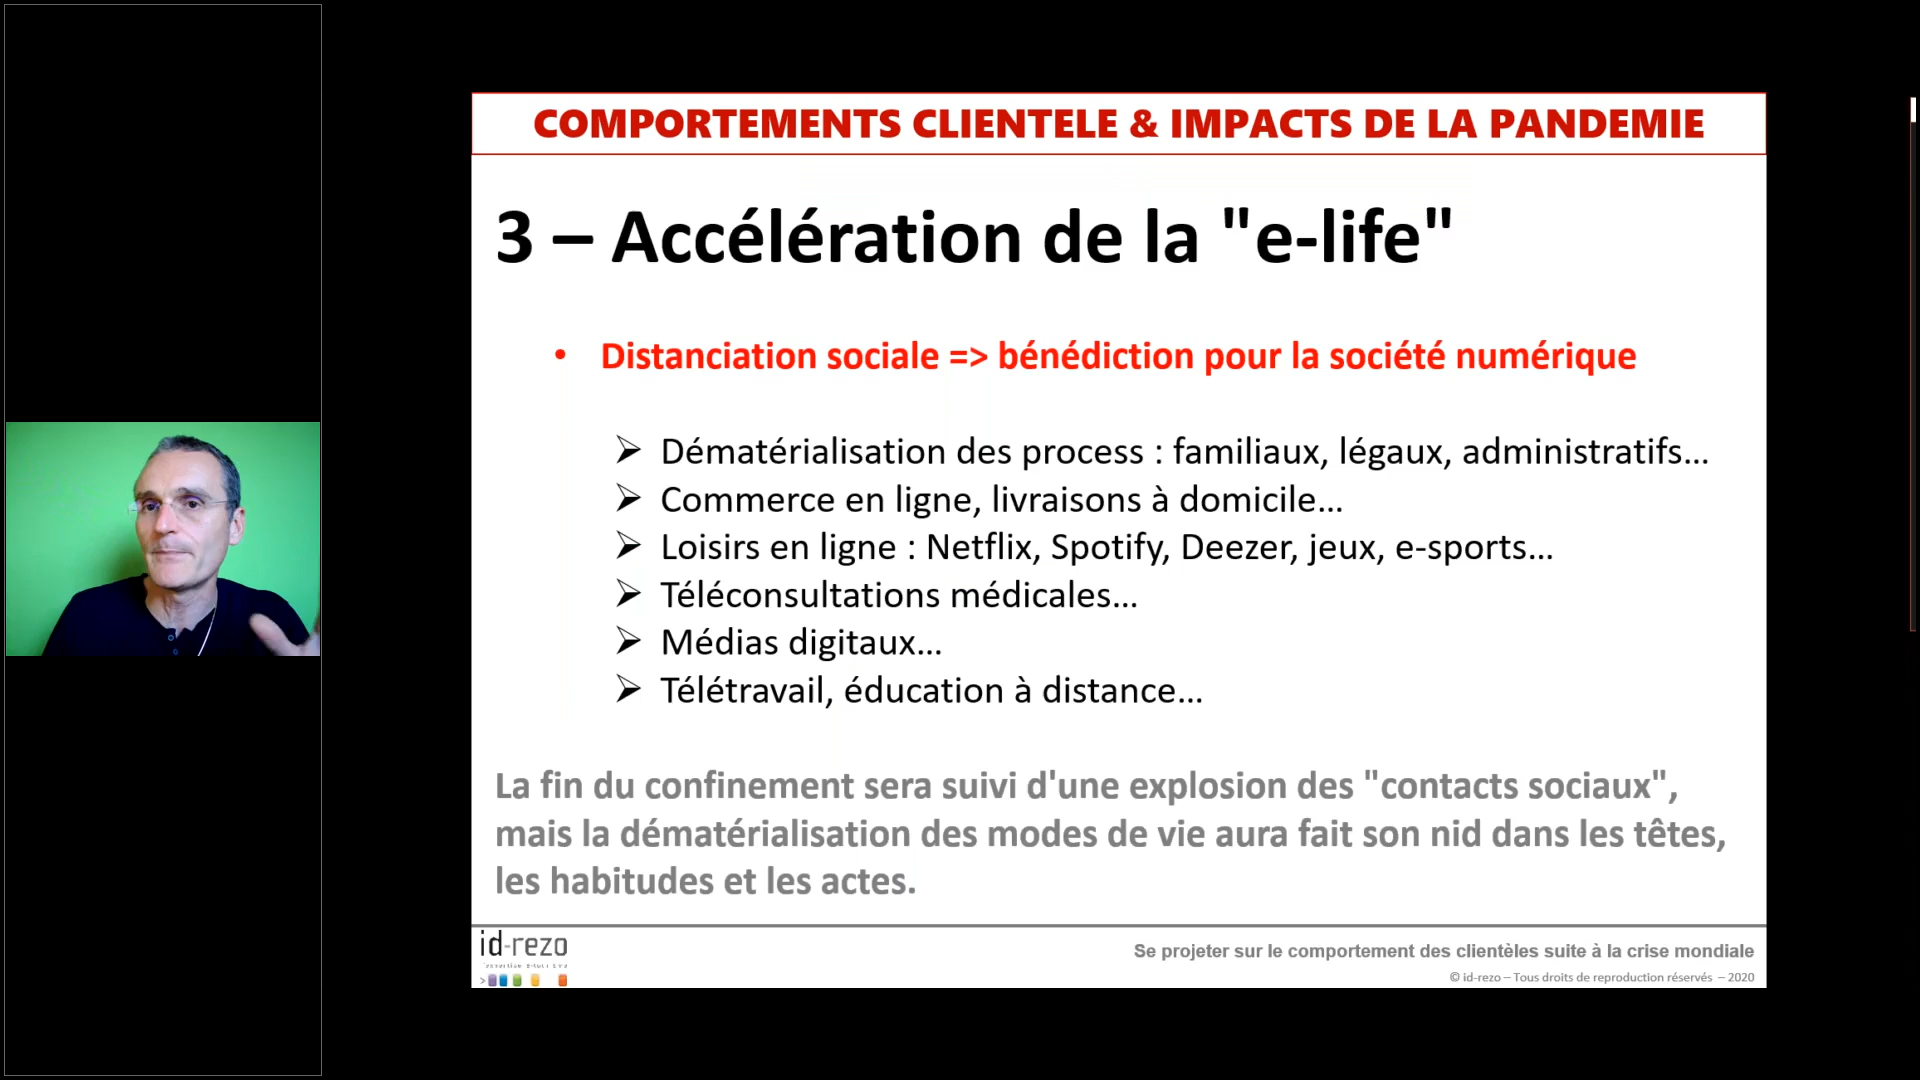 COMPORTEMENTS CLIENTELE & IMPACTS DE LA PANDEMIE
3 – Accélération de la "e-life"
• Distanciation sociale => bénédiction pour la société numérique
➢ Dématérialisation des process : familiaux, légaux, administratifs...
➢ Commerce en ligne, livraisons à domicile...
➢ Loisirs en ligne : Netflix, Spotify, Deezer, jeux, e-sports...
➢ Téléconsultations médicales...
➢ Médias digitaux...
➢ Télétravail, éducation à distance...
La fin du confinement sera suivi d'une explosion des "contacts sociaux",
mais la dématérialisation des modes de vie aura fait son nid dans les têtes,
les habitudes et les actes.
id-rezo
Se projeter sur le comportement des clientèles suite à la crise mondiale
© id-rezo – Tous droits de reproduction réservés – 2020